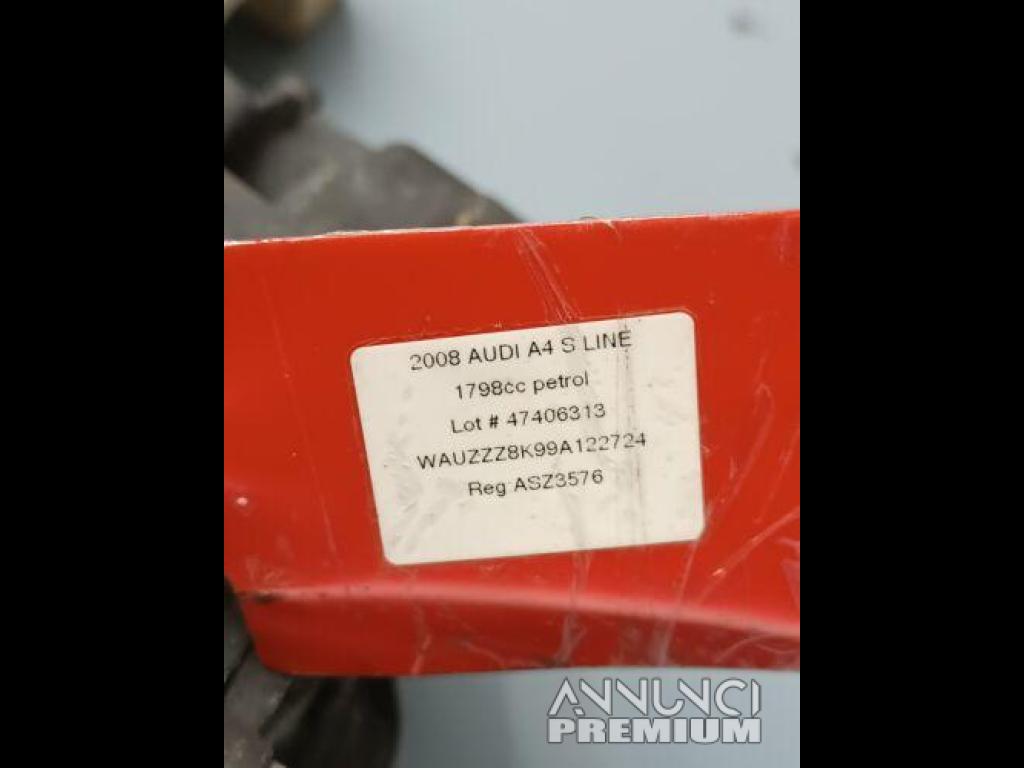 2008 AUDI A4 S LINE
1798cc petrol
Lot # 47406313
WAUZZZ8K99A122724
Reg ASZ3576
ANNUNCI
PREMIUM